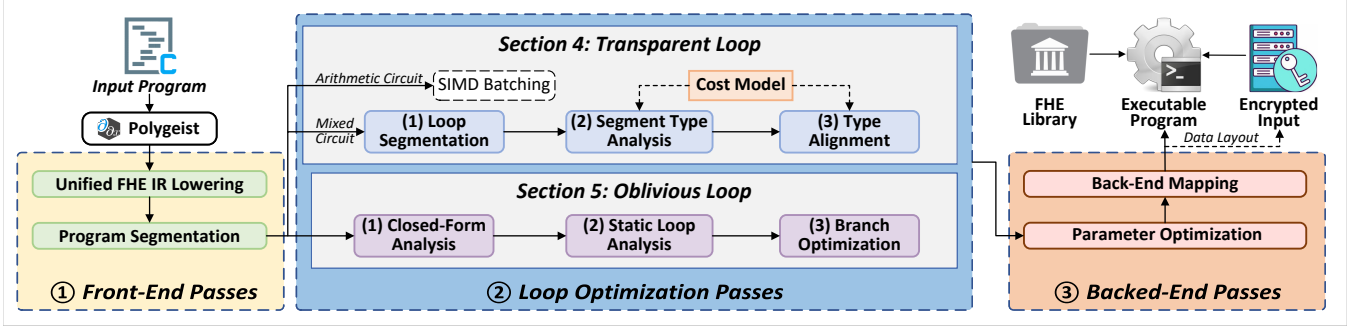 C
Input Program
Polygeist
Unified FHE IR Lowering
Program Segmentation
① Front-End Passes
Section 4: Transparent Loop
Arithmetic Circuit
SIMD Batching
Cost Model
Mixed
Circuit
(1) Loop
Segmentation
(2) Segment Type
Analysis
(3) Type
Alignment
Section 5: Oblivious Loop
(1) Closed-Form
Analysis
(2) Static Loop
Analysis
(3) Branch
Optimization
② Loop Optimization Passes
FHE
Library
Executable
Program
Encrypted
Input
Data Layout
Back-End Mapping
Parameter Optimization
③ Backed-End Passes